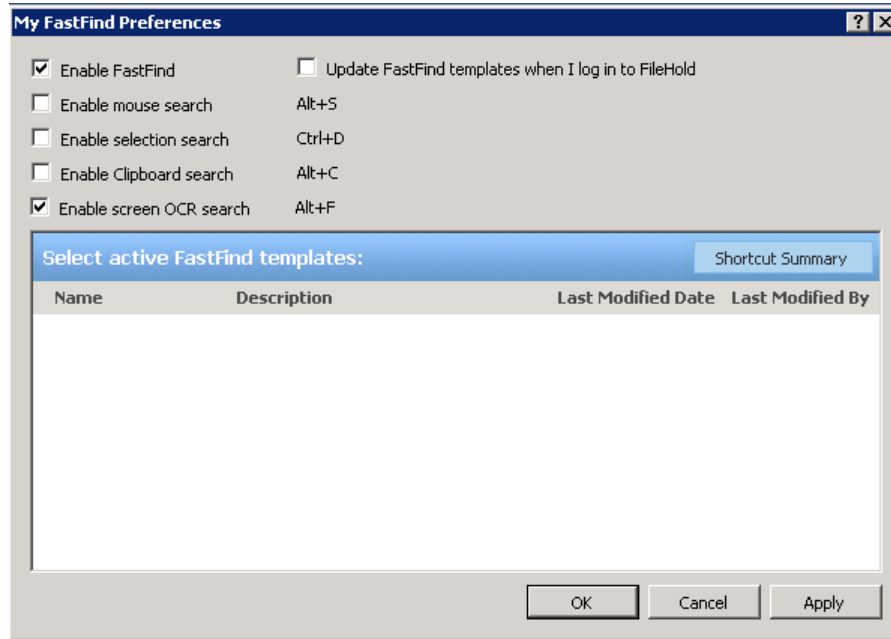 My FastFind Preferences
Enable FastFind Update FastFind templates when I log in to FileHold
Enable mouse search Alt+S
Enable selection search Ctrl+D
Enable Clipboard search Alt+C
Enable screen OCR search Alt+F
Select active FastFind templates: Shortcut Summary
Name Description Last Modified Date Last Modified By
OK Cancel Apply